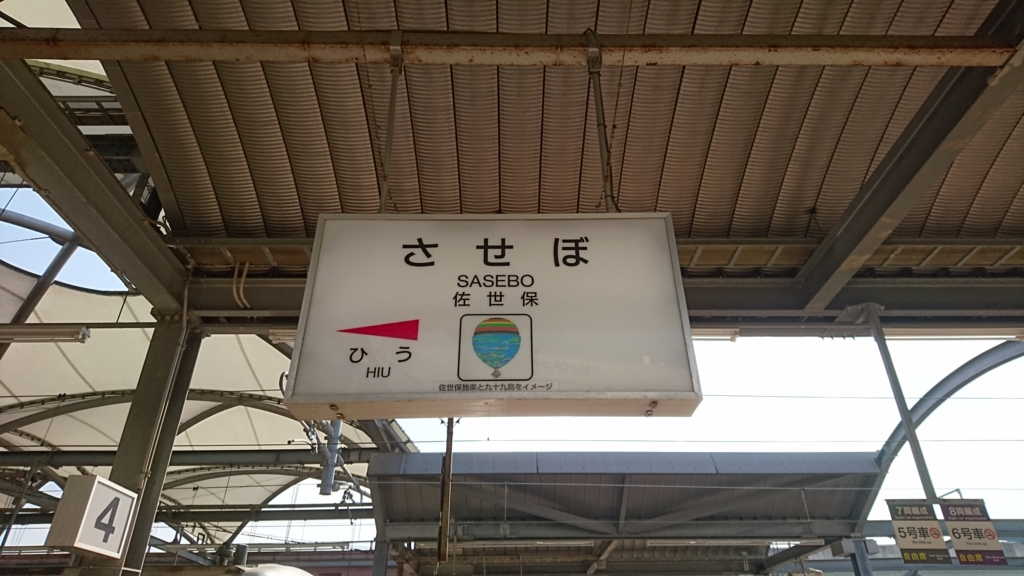 させぼ
SASEBO
佐世保
ひう
HIU
佐世保独楽と九十九島をイメージ
4
7両編成
5号車
自由席
8両編成
6号車
自由席